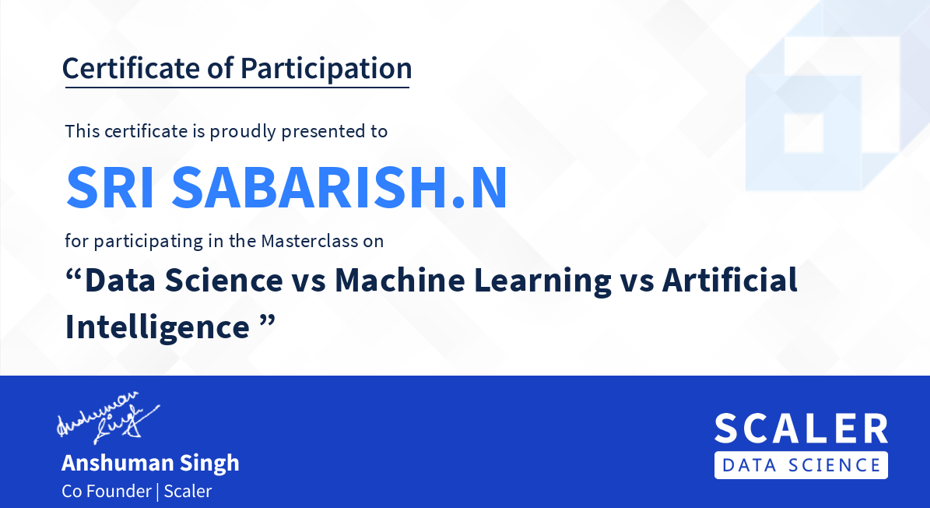 Certificate of Participation
This certificate is proudly presented to
SRI SABARISH.N
for participating in the Masterclass on
“Data Science vs Machine Learning vs Artificial
Intelligence ”
Anshuman
Singh
Anshuman Singh
Co Founder | Scaler
SCALER
DATA SCIENCE